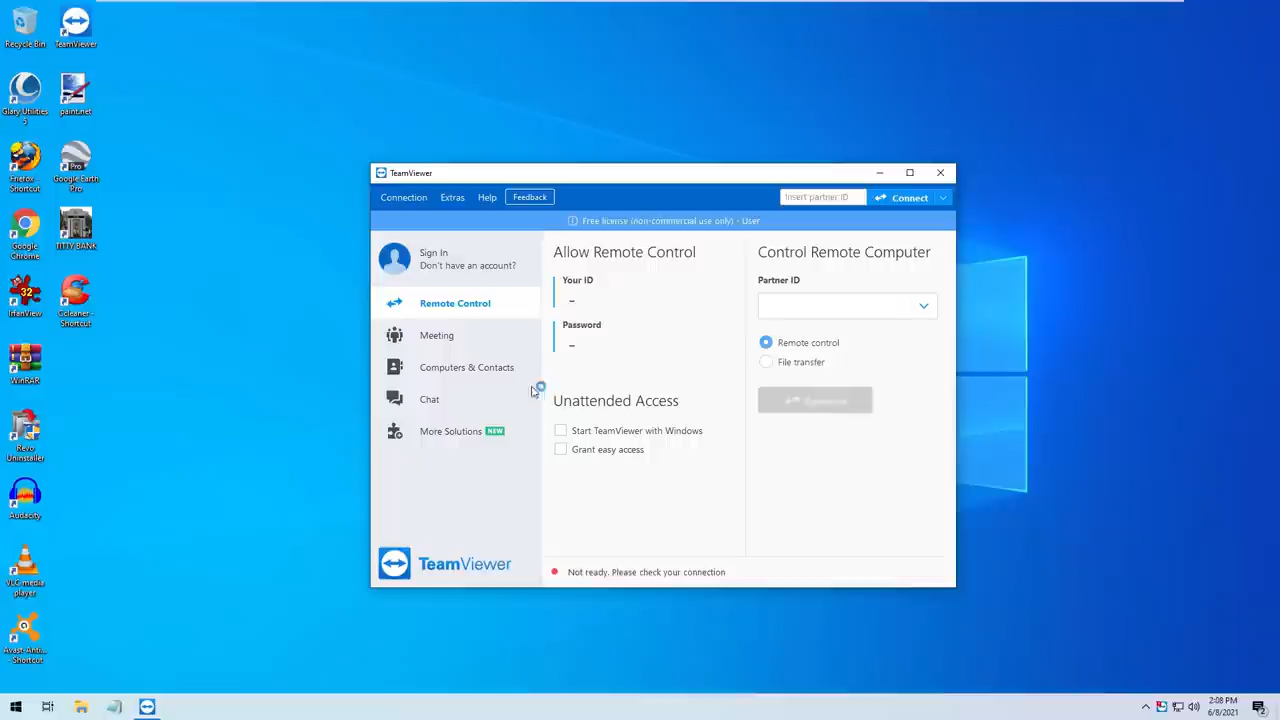 Recycle Bin
TeamViewer
Glary Utilities
5
paint.net
Firefox -
Shortcut
Pro
Google Earth
Pro
Google
Chrome
TITTY BANK
32
IrfanView
Ccleaner -
Shortcut
WinRAR
Revo
Uninstaller
Audacity
VLC media
player
Avast-Anti...
- Shortcut
TeamViewer
Connection Extras Help Feedback
Insert partner ID Connect
Free license (non-commercial use only) - User
Sign In
Don't have an account?
Remote Control
Meeting
Computers & Contacts
Chat
More Solutions NEW
TeamViewer
Allow Remote Control
Your ID
–
Password
–
Unattended Access
Start TeamViewer with Windows
Grant easy access
Control Remote Computer
Partner ID
Remote control
File transfer
Not ready. Please check your connection
2:08 PM
6/8/2021
2